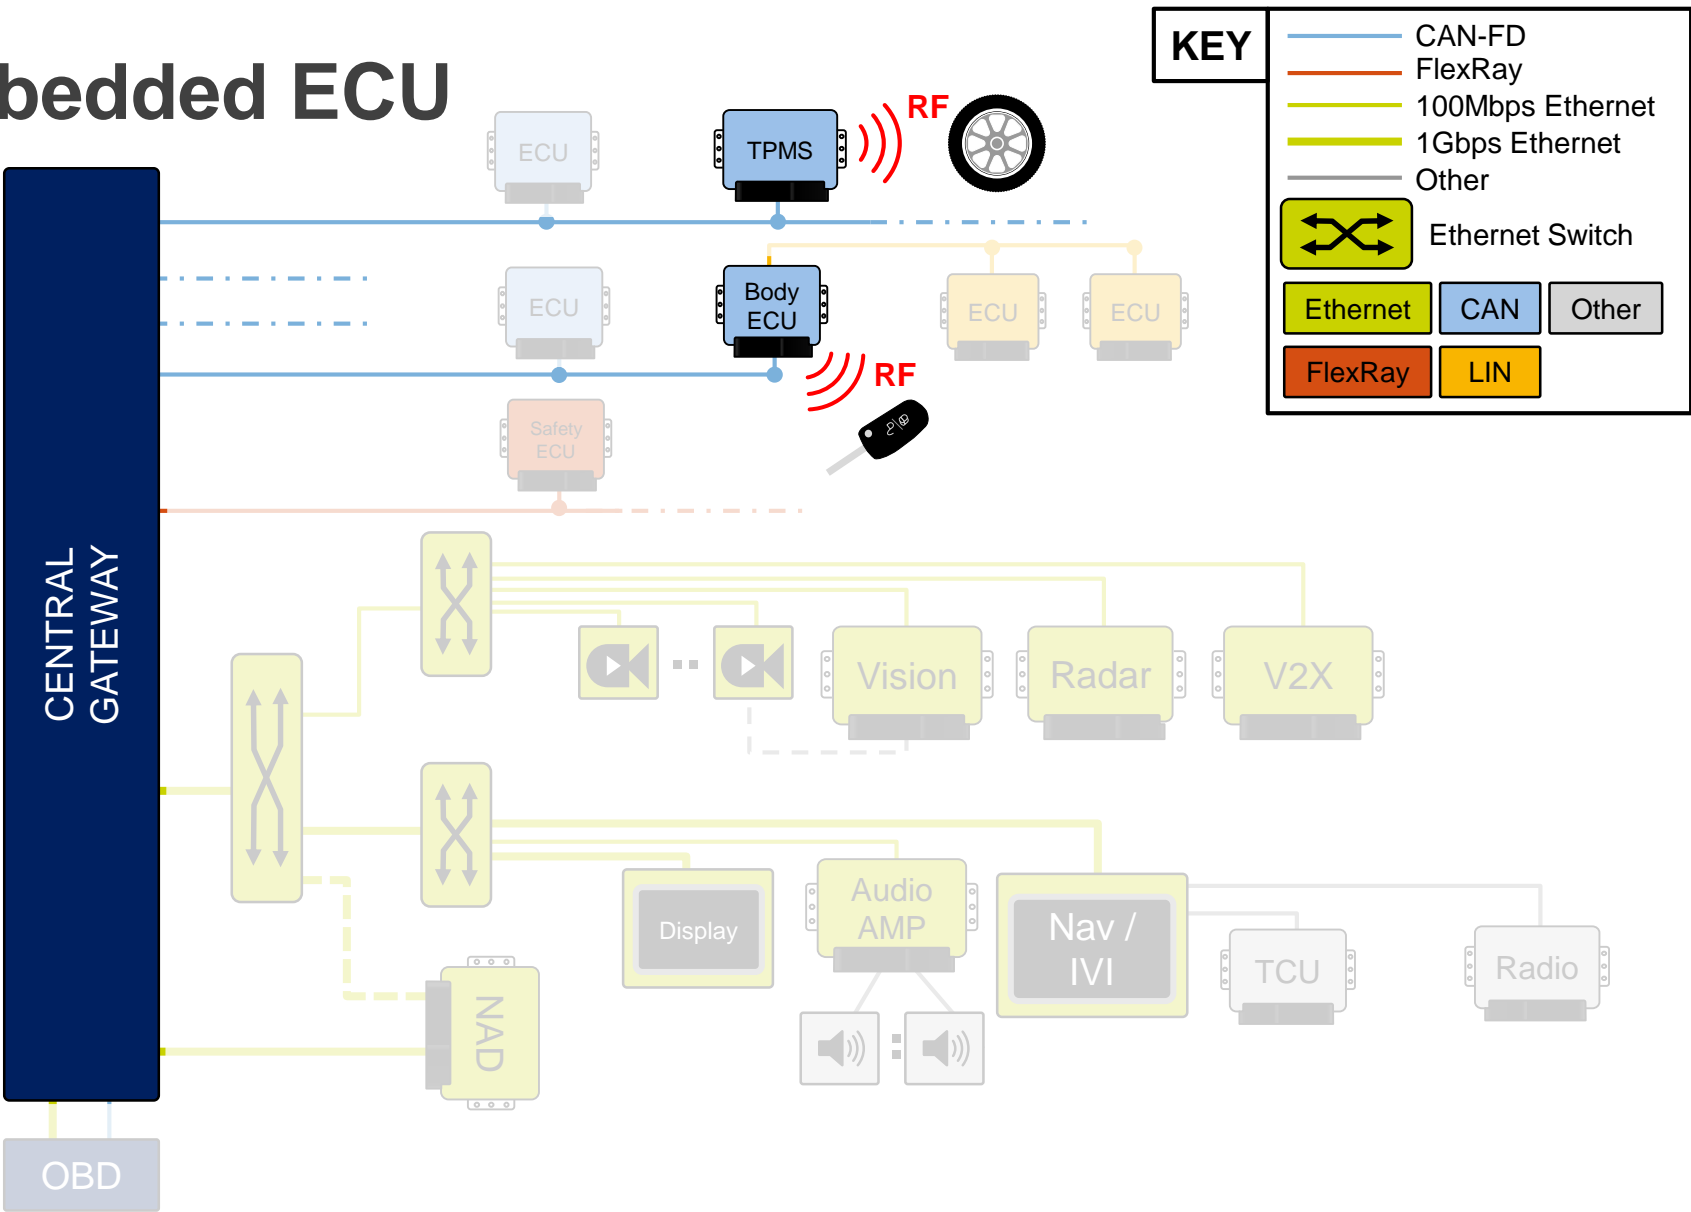 bedded ECU
KEY
CAN-FD
FlexRay
100Mbps Ethernet
1Gbps Ethernet
Other
Ethernet Switch
Ethernet
CAN
Other
FlexRay
LIN
ECU
TPMS
RF
ECU
Body
ECU
ECU
ECU
RF
Safety
ECU
CENTRAL
GATEWAY
Vision
Radar
V2X
Display
Audio
AMP
Nav /
IVI
TCU
Radio
NAD
OBD